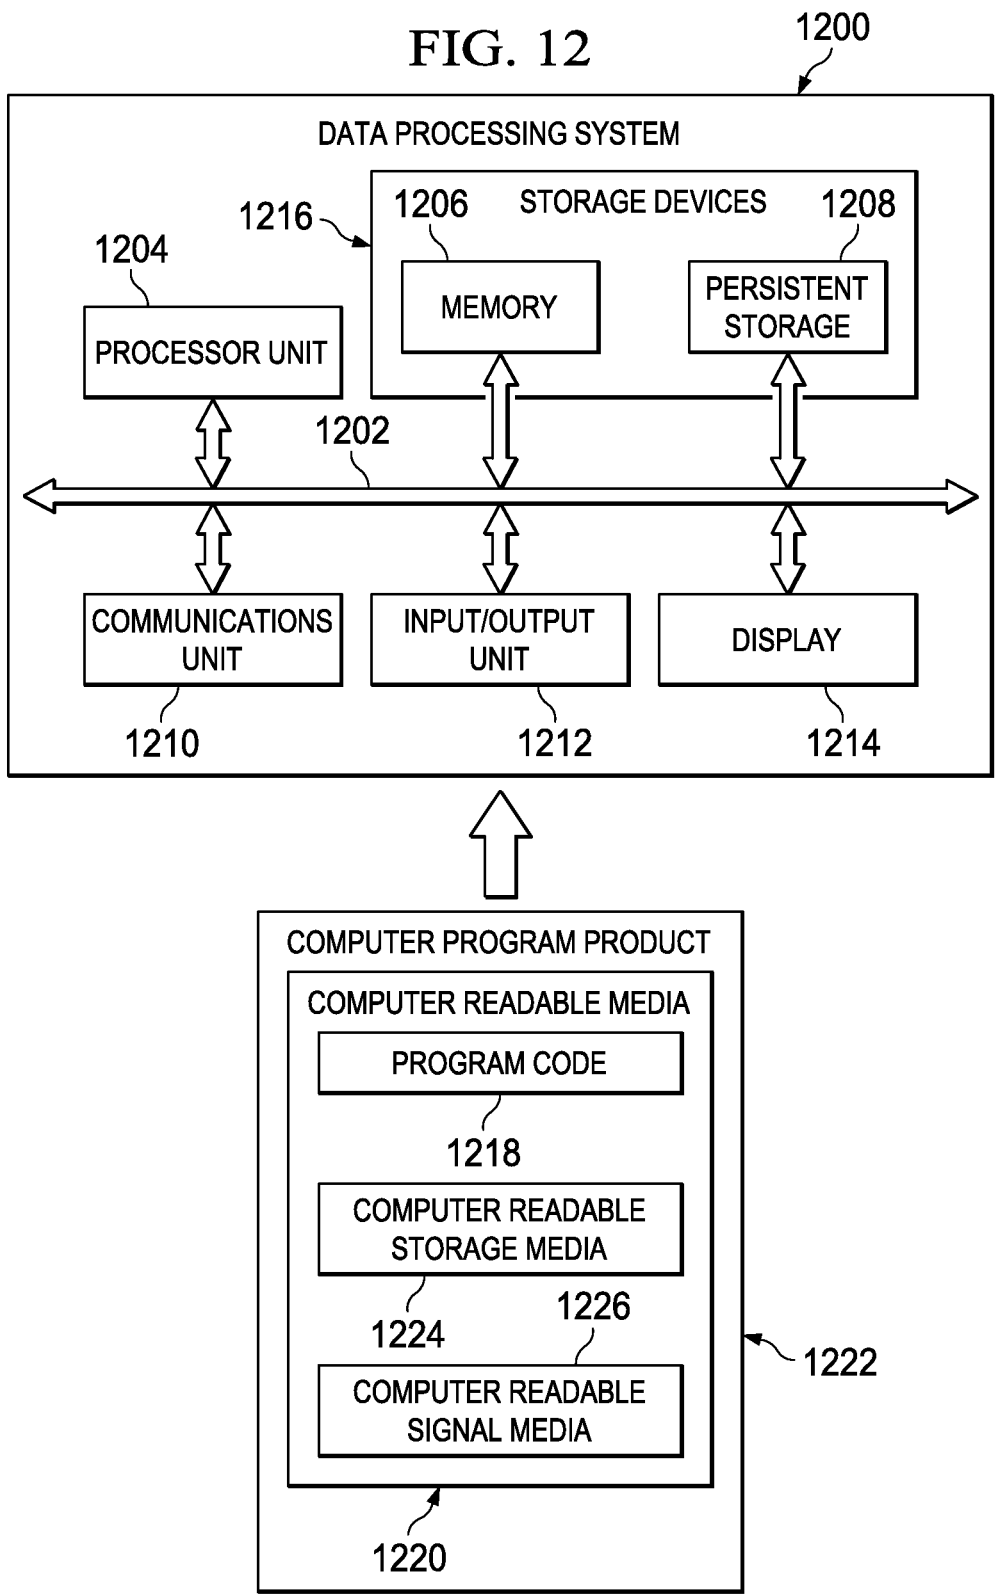 FIG. 12
1200
DATA PROCESSING SYSTEM
1216
1206
STORAGE DEVICES
1208
1204
MEMORY
PERSISTENT
STORAGE
PROCESSOR UNIT
1202
COMMUNICATIONS
UNIT
INPUT/OUTPUT
UNIT
DISPLAY
1210
1212
1214
COMPUTER PROGRAM PRODUCT
COMPUTER READABLE MEDIA
PROGRAM CODE
1218
COMPUTER READABLE
STORAGE MEDIA
1224
1226
1222
COMPUTER READABLE
SIGNAL MEDIA
1220